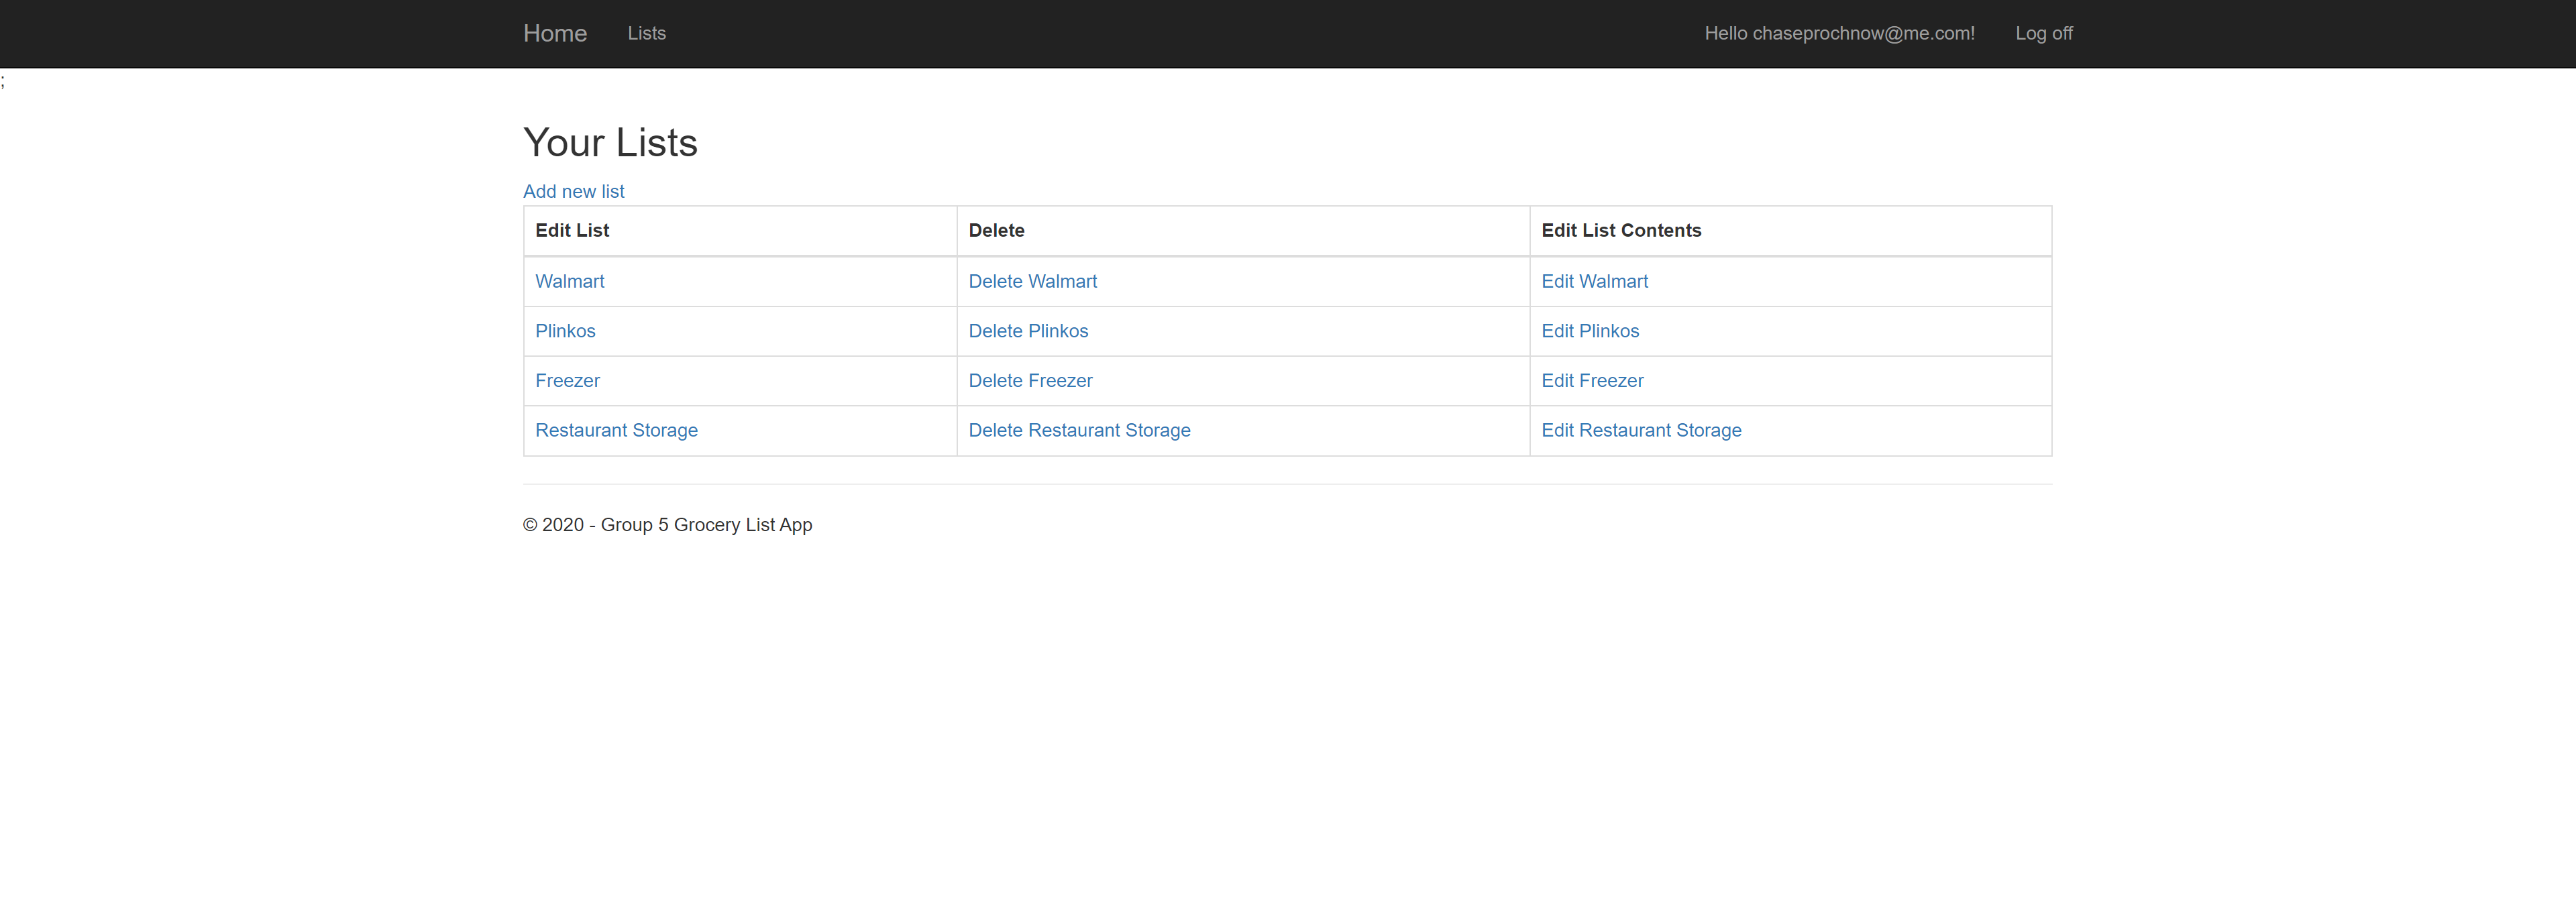 Home Lists Hello chaseprochnow@me.com! Log off
;
Your Lists
Add new list
Edit List Delete Edit List Contents
Walmart Delete Walmart Edit Walmart
Plinkos Delete Plinkos Edit Plinkos
Freezer Delete Freezer Edit Freezer
Restaurant Storage Delete Restaurant Storage Edit Restaurant Storage
© 2020 - Group 5 Grocery List App